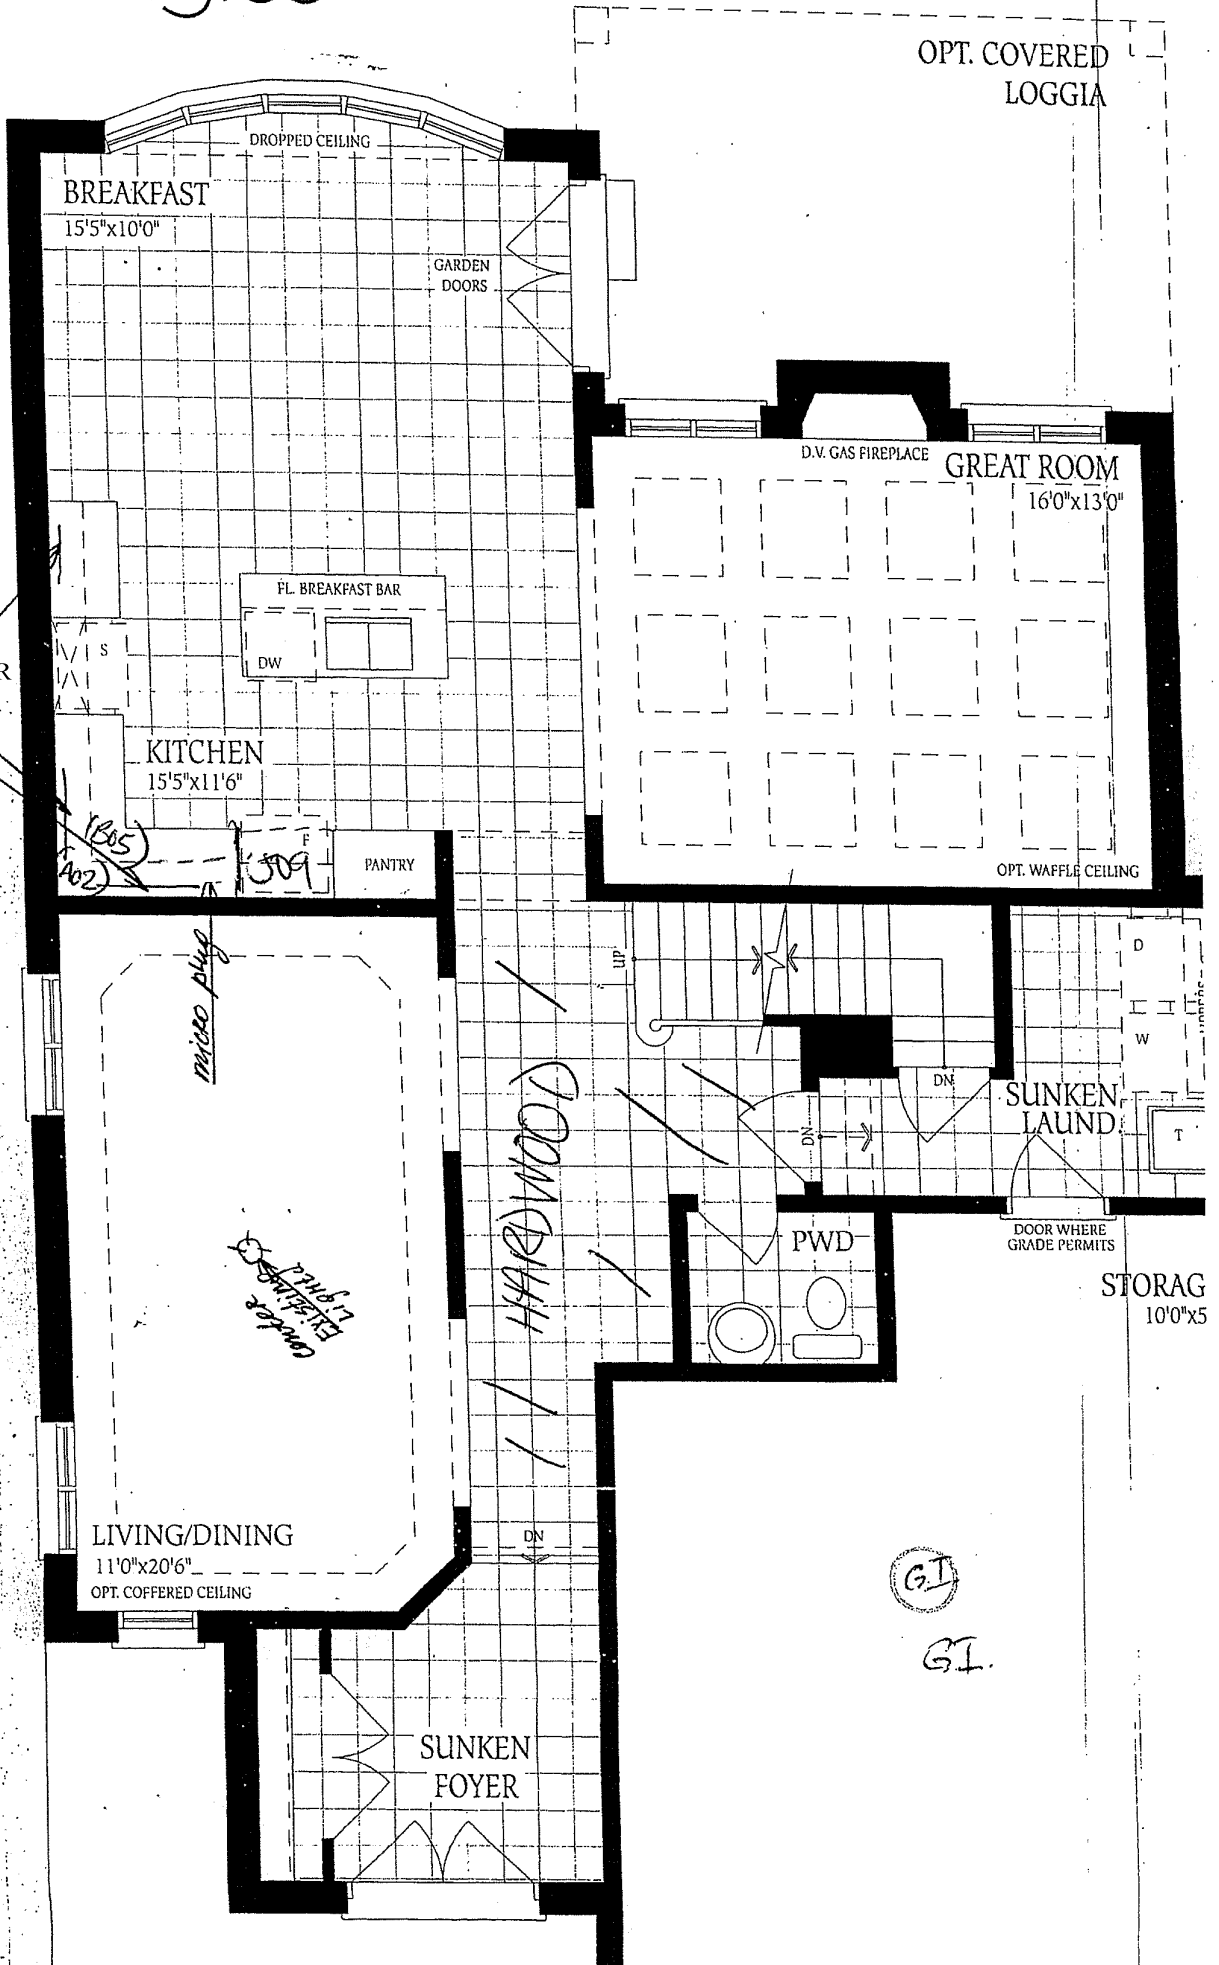 OPT. COVERED
LOGGIA
DROPPED CEILING
BREAKFAST
15'5"x10'0"
GARDEN
DOORS
D.V. GAS FIREPLACE
GREAT ROOM
16'0"x13'0"
FL. BREAKFAST BAR
DW
S
R
KITCHEN
15'5"x11'6"
(B05)
A02)
J09
F
PANTRY
OPT. WAFFLE CEILING
micro plug
UP
D
W
DN
SUNKEN
LAUND.
T
DN
HARDWOOD
PWD
DOOR WHERE
GRADE PERMITS
STORAG
10'0"x5
center
Existing
Lights
LIVING/DINING
11'0"x20'6"
OPT. COFFERED CEILING
DN
G.I.
G.I.
SUNKEN
FOYER